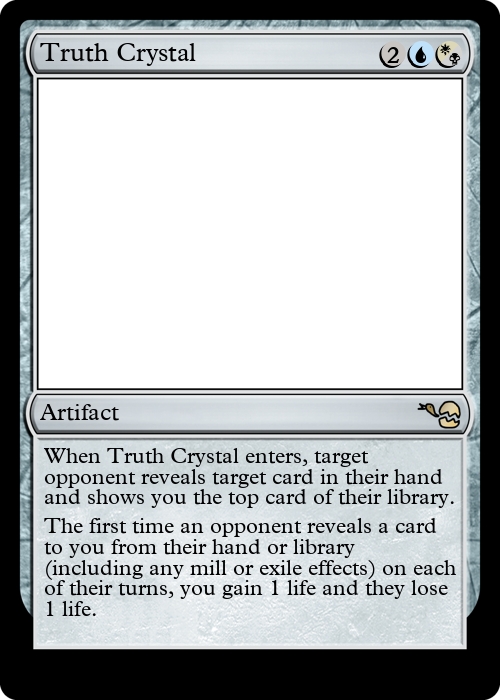 Truth Crystal 2
Artifact
When Truth Crystal enters, target
opponent reveals target card in their hand
and shows you the top card of their library.
The first time an opponent reveals a card
to you from their hand or library
(including any mill or exile effects) on each
of their turns, you gain 1 life and they lose
1 life.